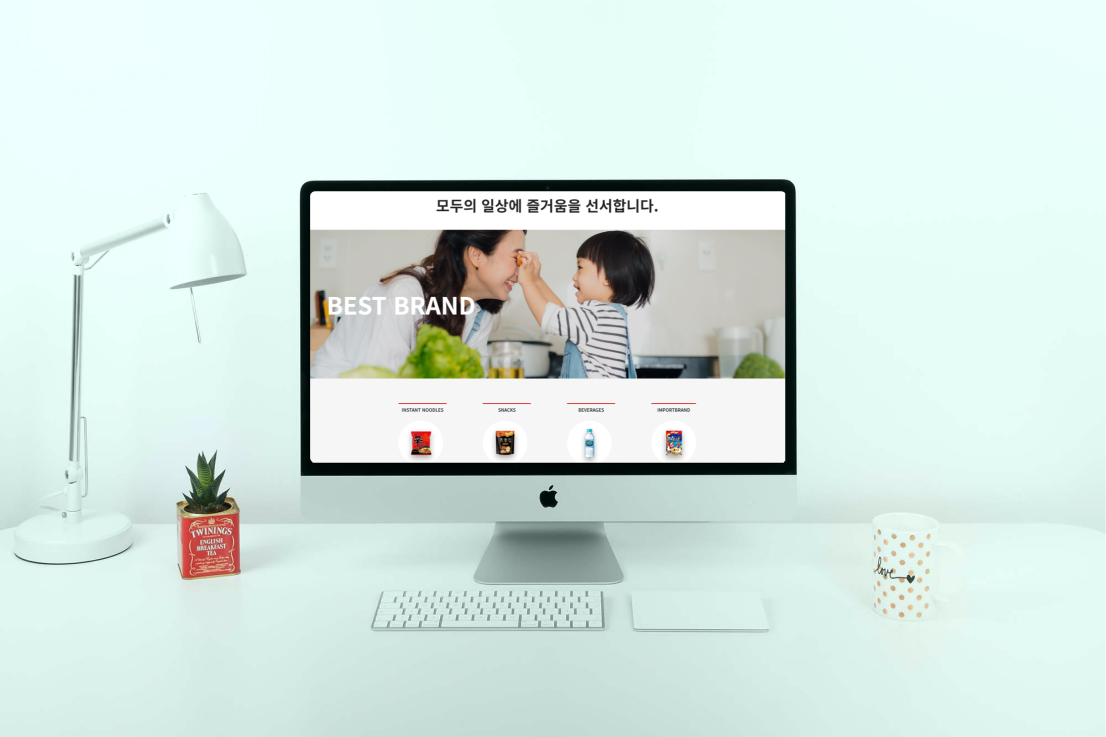 모두의 일상에 즐거움을 선서합니다.
BEST BRAND
INSTANT NOODLES
SNACKS
BEVERAGES
IMPORTBRAND
TWININGS
ENGLISH
BREAKFAST
TEA
love